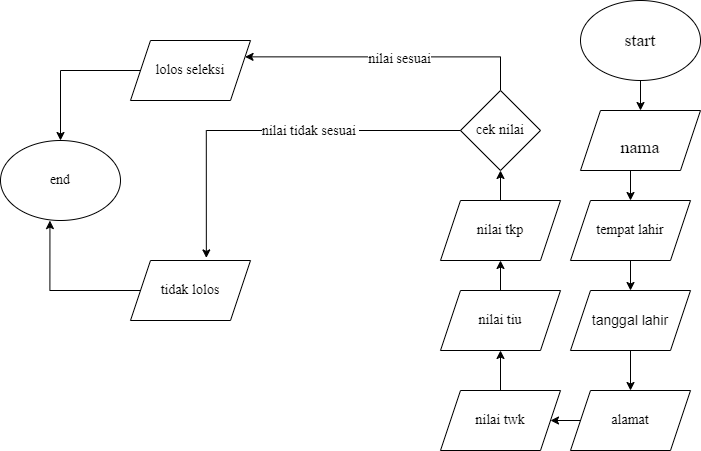 start
nama
tempat lahir
tanggal lahir
alamat
nilai twk
nilai tiu
nilai tkp
cek nilai
nilai sesuai
lolos seleksi
nilai tidak sesuai
tidak lolos
end